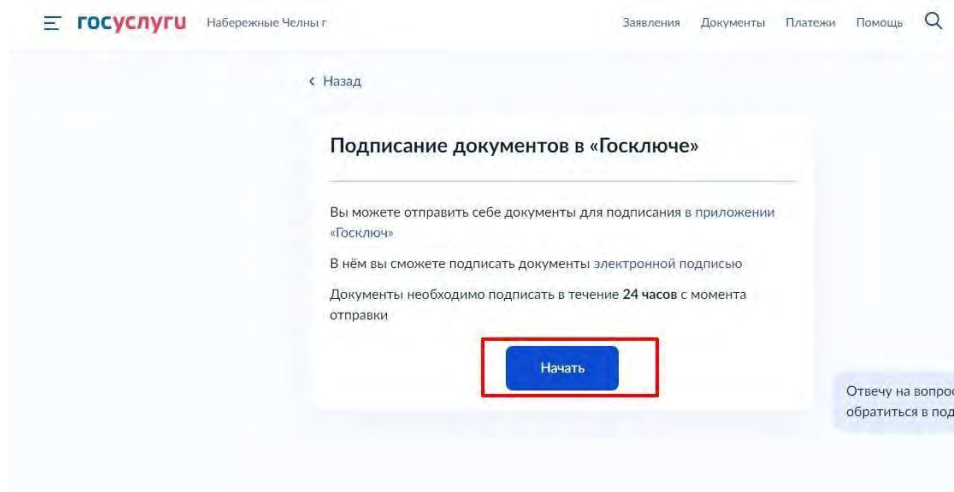 госуслуги Набережные Челны г Заявления Документы Платежи Помощь
Назад
Подписание документов в «Госключе»
Вы можете отправить себе документы для подписания в приложении
«Госключ»
В нём вы сможете подписать документы электронной подписью
Документы необходимо подписать в течение 24 часов с момента
отправки
Начать
Отвечу на
обратиться в